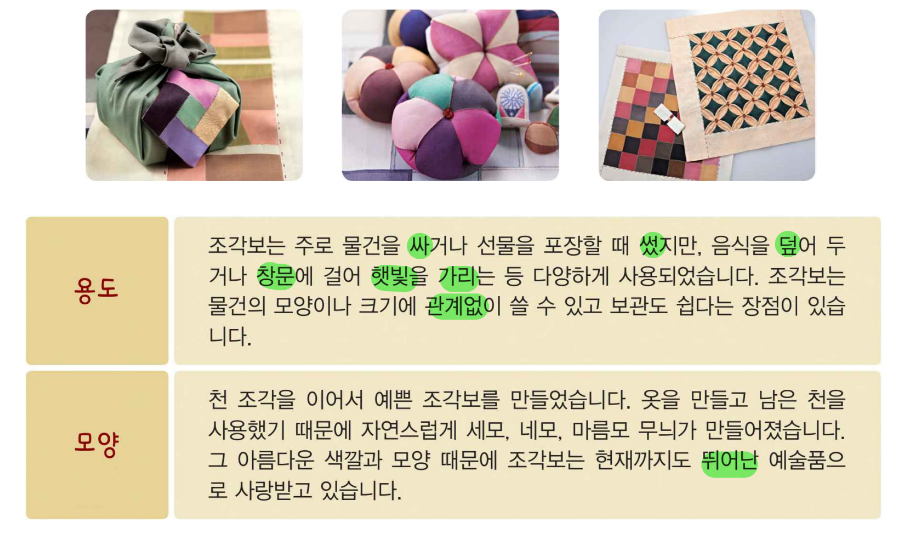 용도
조각보는 주로 물건을 싸거나 선물을 포장할 때 썼지만, 음식을 덮어 두
거나 창문에 걸어 햇빛을 가리는 등 다양하게 사용되었습니다. 조각보는
물건의 모양이나 크기에 관계없이 쓸 수 있고 보관도 쉽다는 장점이 있습
니다.
모양
천 조각을 이어서 예쁜 조각보를 만들었습니다. 옷을 만들고 남은 천을
사용했기 때문에 자연스럽게 세모, 네모, 마름모 무늬가 만들어졌습니다.
그 아름다운 색깔과 모양 때문에 조각보는 현재까지도 뛰어난 예술품으
로 사랑받고 있습니다.